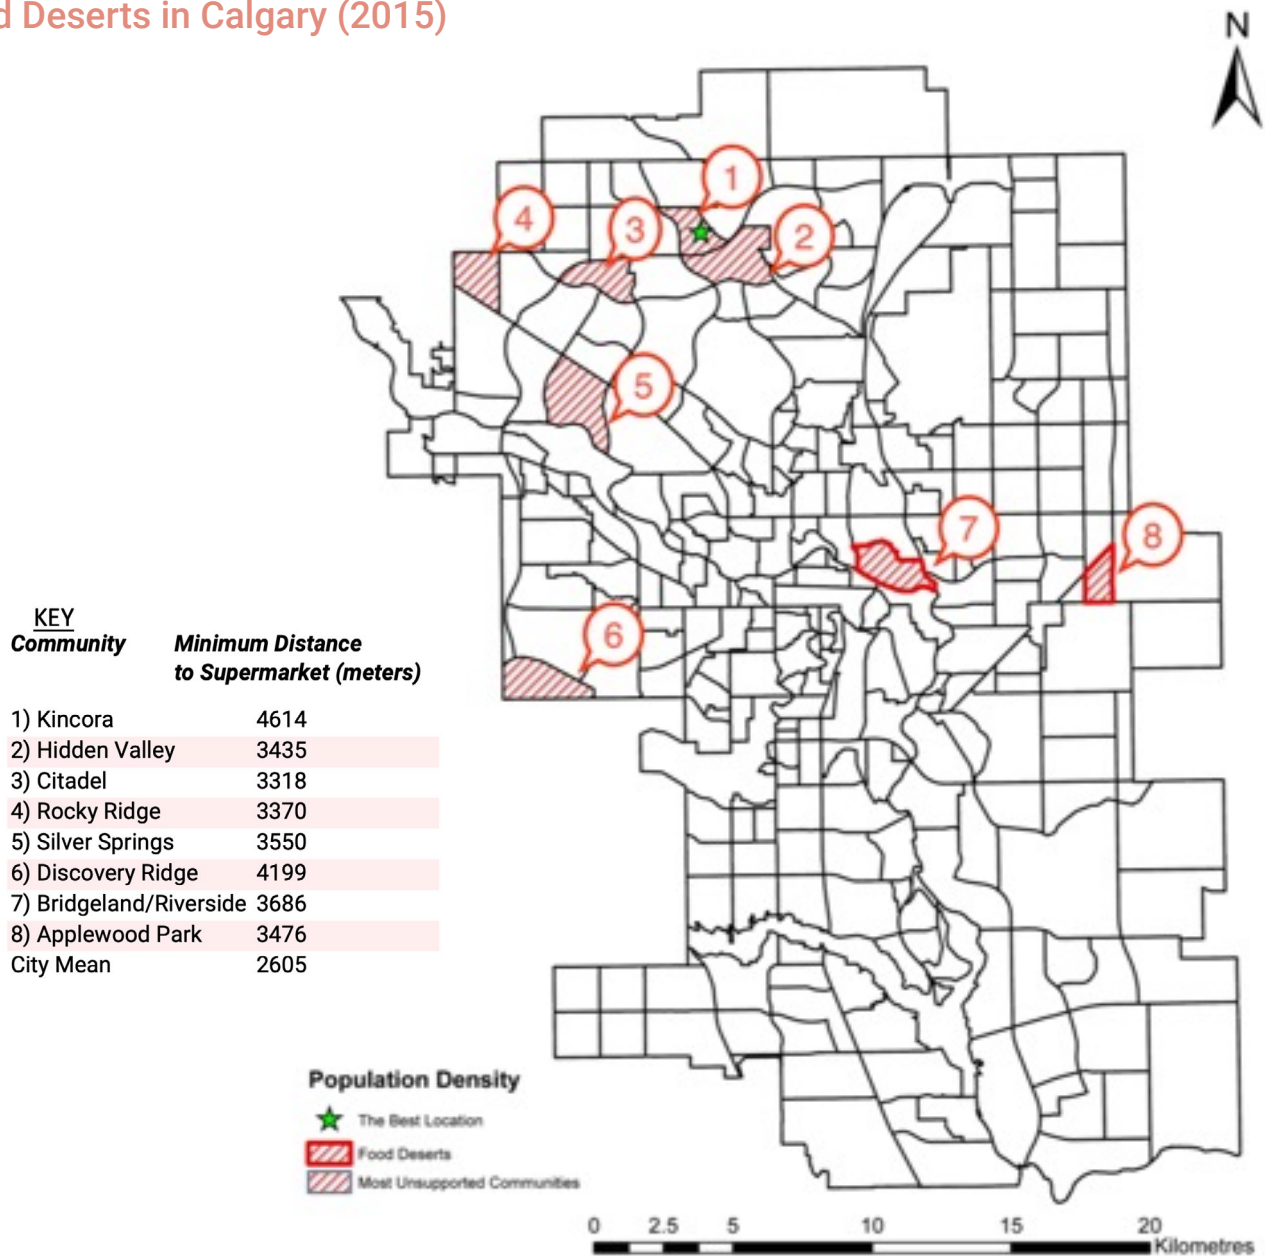 d Deserts in Calgary (2015)
N
1
4
3
2
5
7
8
6
KEY
Community Minimum Distance
to Supermarket (meters)
1) Kincora 4614
2) Hidden Valley 3435
3) Citadel 3318
4) Rocky Ridge 3370
5) Silver Springs 3550
6) Discovery Ridge 4199
7) Bridgeland/Riverside 3686
8) Applewood Park 3476
City Mean 2605
Population Density
The Best Location
Food Deserts
Most Unsupported Communities
0 2.5 5 10 15 20
Kilometres